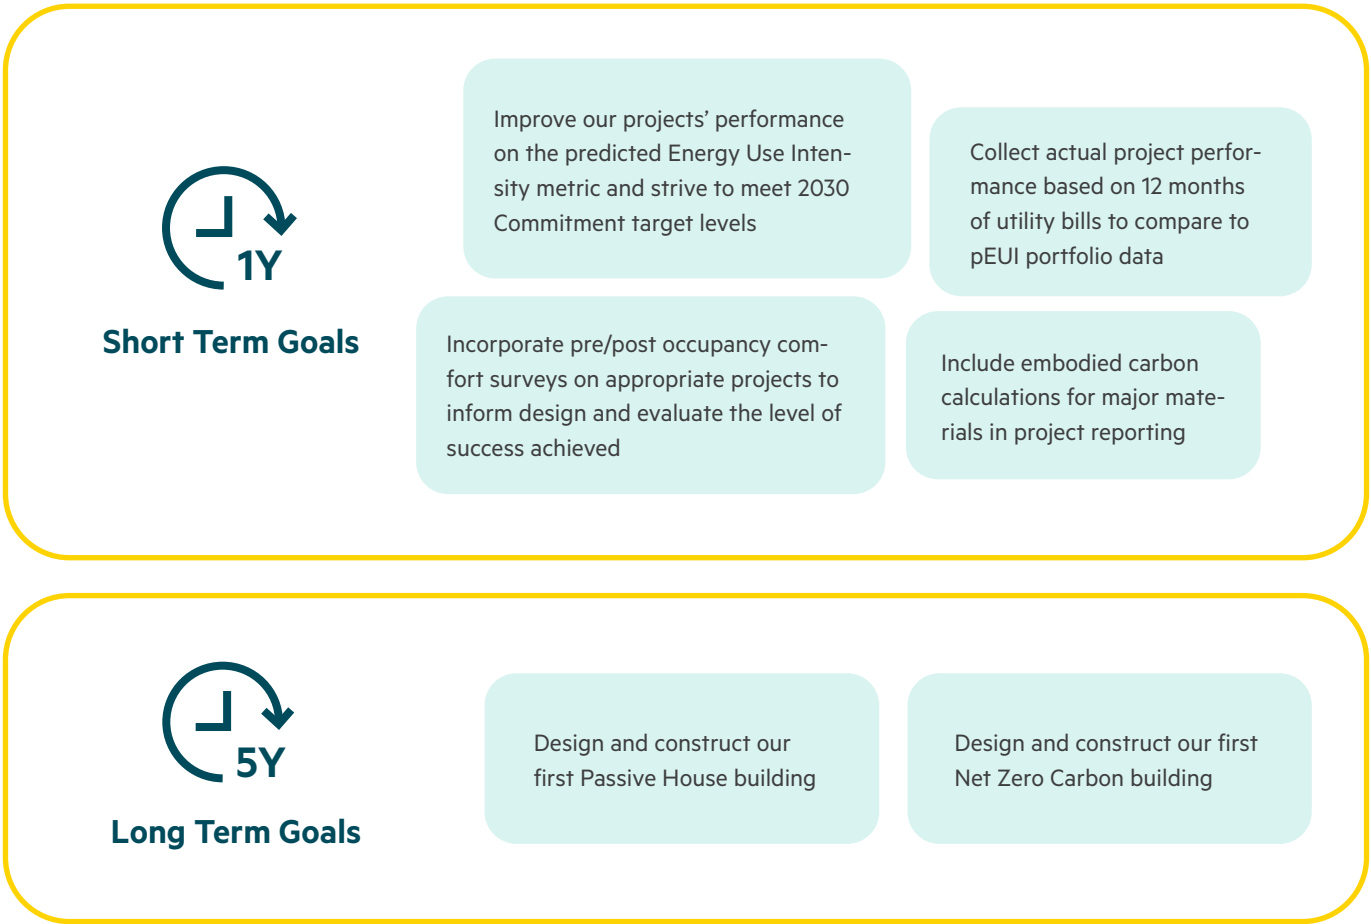 1Y
Short Term Goals
Improve our projects’ performance
on the predicted Energy Use Inten-
sity metric and strive to meet 2030
Commitment target levels
Collect actual project perfor-
mance based on 12 months
of utility bills to compare to
pEUI portfolio data
Incorporate pre/post occupancy com-
fort surveys on appropriate projects to
inform design and evaluate the level of
success achieved
Include embodied carbon
calculations for major mate-
rials in project reporting
5Y
Long Term Goals
Design and construct our
first Passive House building
Design and construct our first
Net Zero Carbon building